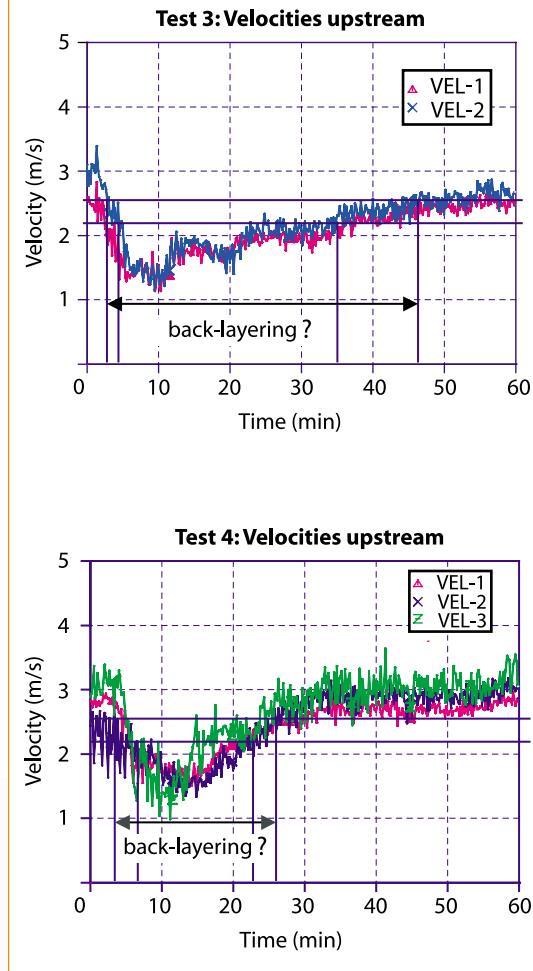 Test 3: Velocities upstream
5
4
3
2
1
Velocity (m/s)
VEL-1
VEL-2
back-layering ?
0 10 20 30 40 50 60
Time (min)
Test 4: Velocities upstream
5
4
3
2
1
Velocity (m/s)
VEL-1
VEL-2
VEL-3
back-layering ?
0 10 20 30 40 50 60
Time (min)